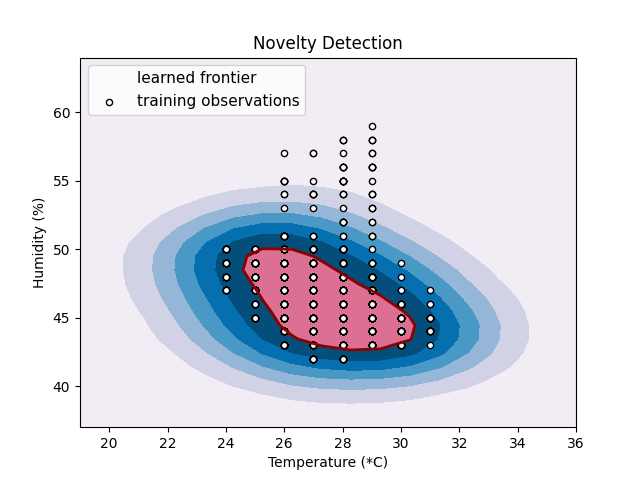 Novelty Detection
learned frontier
training observations
60
55
50
45
40
Humidity (%)
20 22 24 26 28 30 32 34 36
Temperature (*C)